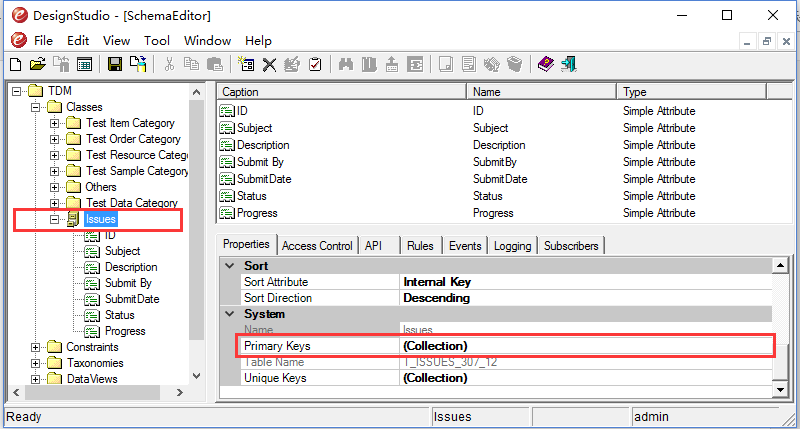 DesignStudio - [SchemaEditor]
File Edit View Tool Window Help
TDM
Classes
Test Item Category
Test Order Category
Test Resource Categ
Test Sample Category
Others
Test Data Category
Issues
ID
Subject
Description
Submit By
SubmitDate
Status
Progress
Constraints
Taxonomies
DataViews
Caption Name Type
ID ID Simple Attribute
Subject Subject Simple Attribute
Description Description Simple Attribute
Submit By SubmitBy Simple Attribute
SubmitDate SubmitDate Simple Attribute
Status Status Simple Attribute
Progress Progress Simple Attribute
Properties Access Control API Rules Events Logging Subscribers
Sort
Sort Attribute Internal Key
Sort Direction Descending
System
Name Issues
Primary Keys (Collection)
Table Name T_ISSUES_307_12
Unique Keys (Collection)
Ready Issues admin